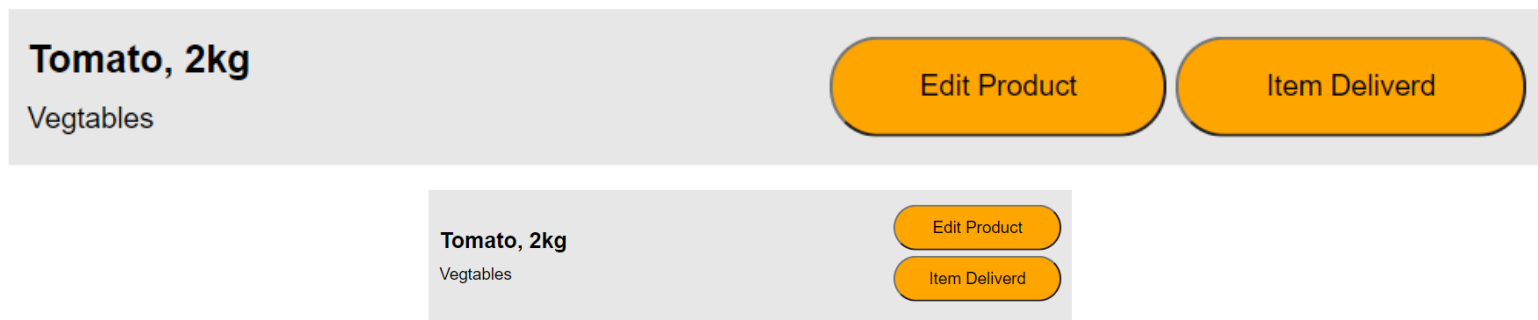 Tomato, 2kg
Vegtables
Edit Product
Item Deliverd
Tomato, 2kg
Vegtables
Edit Product
Item Deliverd